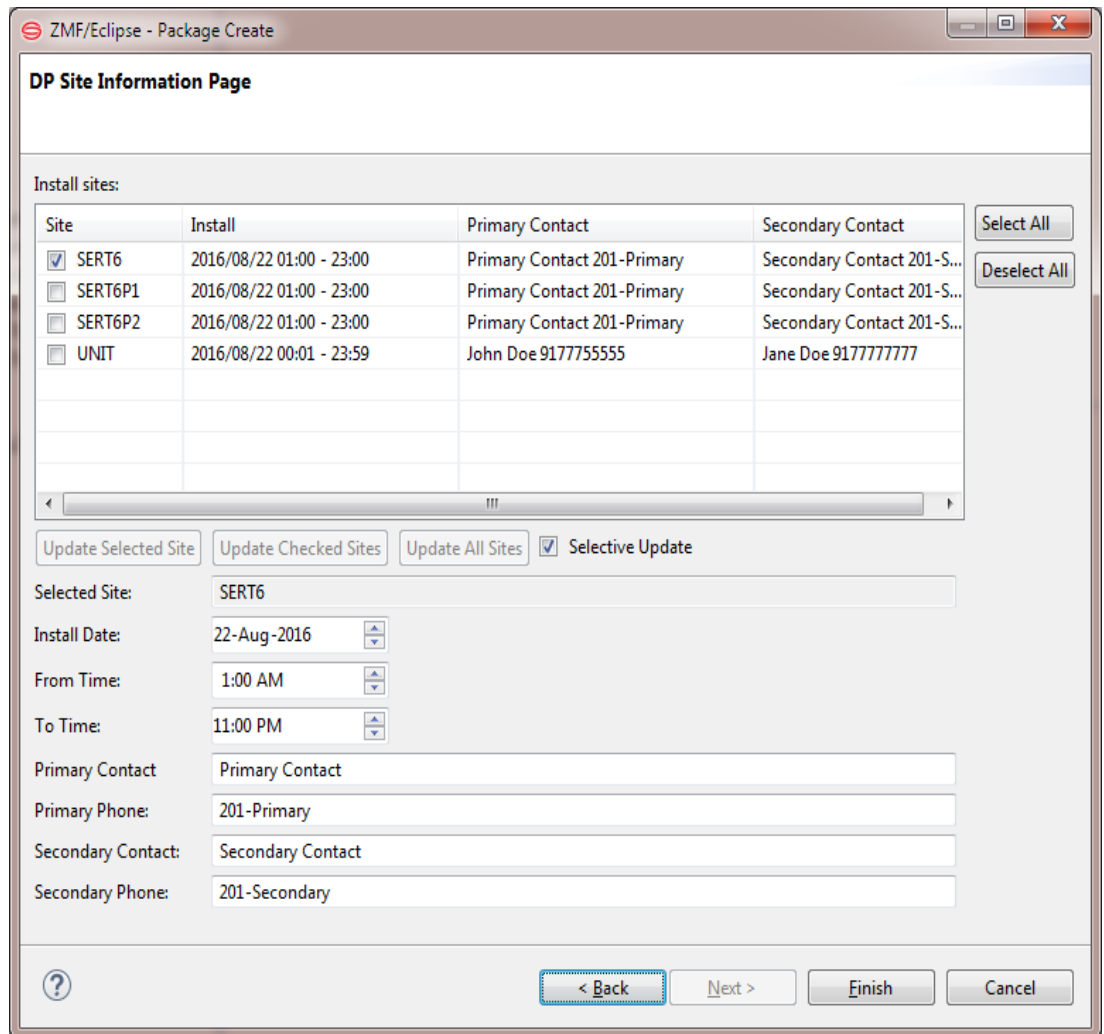 ZMF/Eclipse - Package Create
DP Site Information Page
Install sites:
Site Install Primary Contact Secondary Contact
SERT6 2016/08/22 01:00 - 23:00 Primary Contact 201-Primary Secondary Contact 201-S...
SERT6P1 2016/08/22 01:00 - 23:00 Primary Contact 201-Primary Secondary Contact 201-S...
SERT6P2 2016/08/22 01:00 - 23:00 Primary Contact 201-Primary Secondary Contact 201-S...
UNIT 2016/08/22 00:01 - 23:59 John Doe 9177755555 Jane Doe 9177777777
Select All
Deselect All
Update Selected Site Update Checked Sites Update All Sites Selective Update
Selected Site: SERT6
Install Date: 22-Aug-2016
From Time: 1:00 AM
To Time: 11:00 PM
Primary Contact Primary Contact
Primary Phone: 201-Primary
Secondary Contact: Secondary Contact
Secondary Phone: 201-Secondary
? < Back Next > Finish Cancel